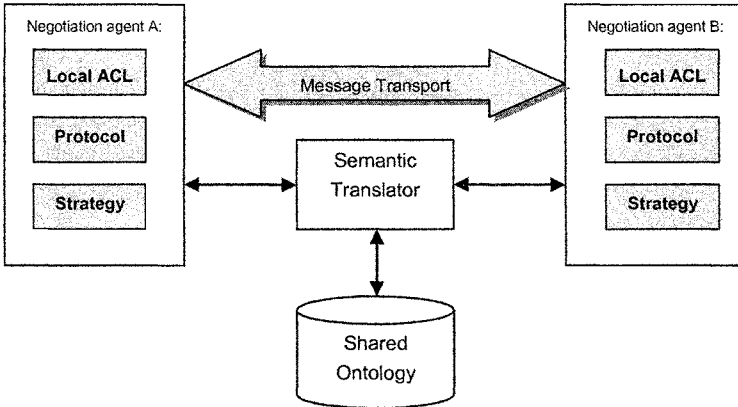 Negotiation agent A:
Local ACL
Protocol
Strategy
Message Transport
Semantic
Translator
Shared
Ontology
Negotiation agent B:
Local ACL
Protocol
Strategy